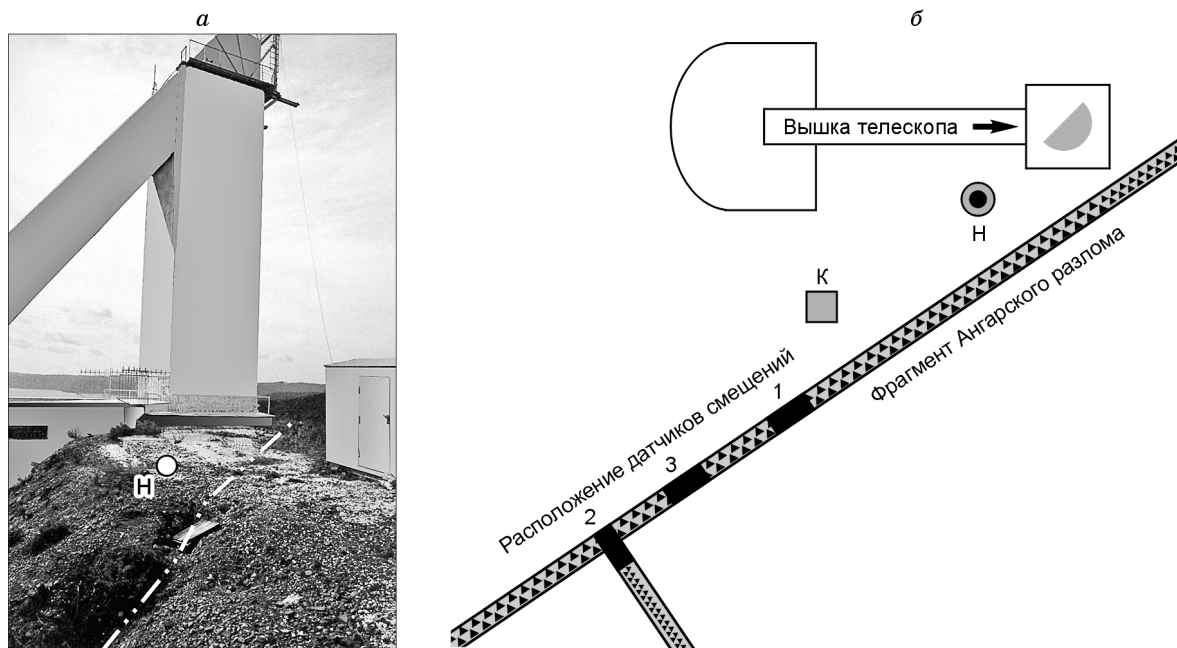 а
б
Вышка телескопа
Н
Н
К
Фрагмент Ангарского разлома
Расположение датчиков смещений
1
3
2